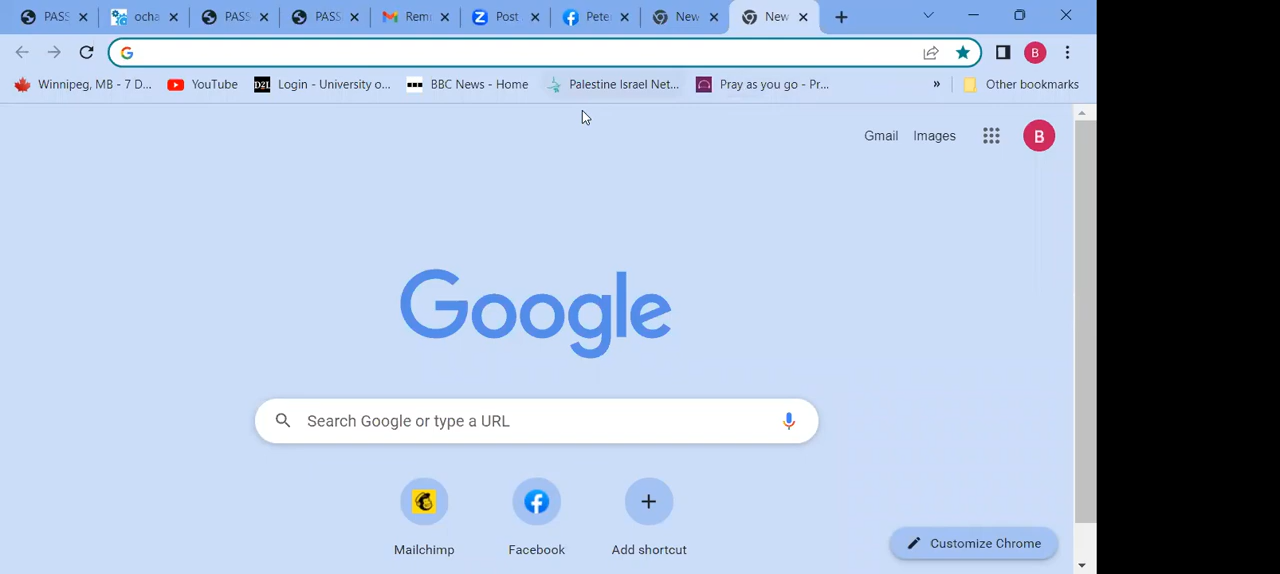 PASS ocha PASS PASS Remi Post Pete New New
Winnipeg, MB - 7 D... YouTube D2L Login - University o... BBC News - Home Palestine Israel Net... Pray as you go - Pr... » Other bookmarks
B
Gmail Images B
Google
Search Google or type a URL
Mailchimp Facebook Add shortcut
Customize Chrome